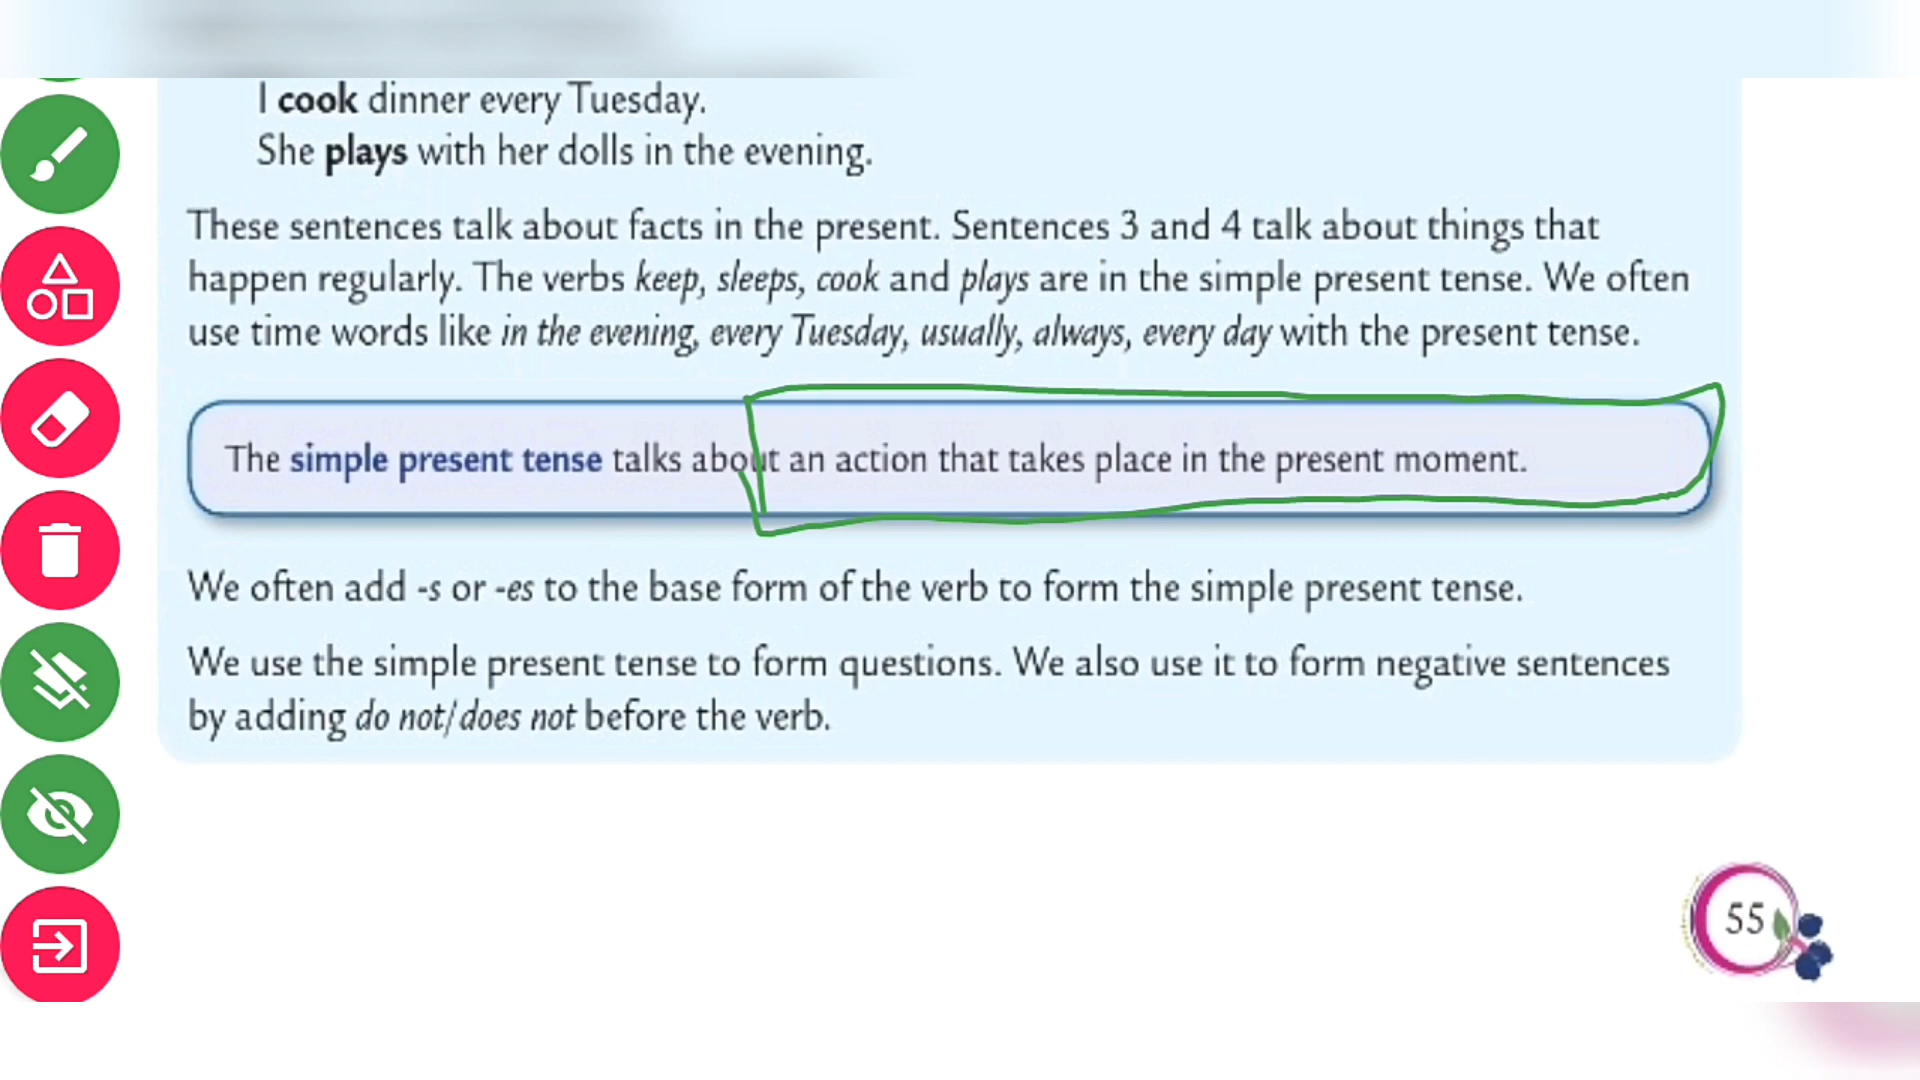 I cook dinner every Tuesday.
She plays with her dolls in the evening.
These sentences talk about facts in the present. Sentences 3 and 4 talk about things that
happen regularly. The verbs keep, sleeps, cook and plays are in the simple present tense. We often
use time words like in the evening, every Tuesday, usually, always, every day with the present tense.
The simple present tense talks about an action that takes place in the present moment.
We often add -s or -es to the base form of the verb to form the simple present tense.
We use the simple present tense to form questions. We also use it to form negative sentences
by adding do not/does not before the verb.
55